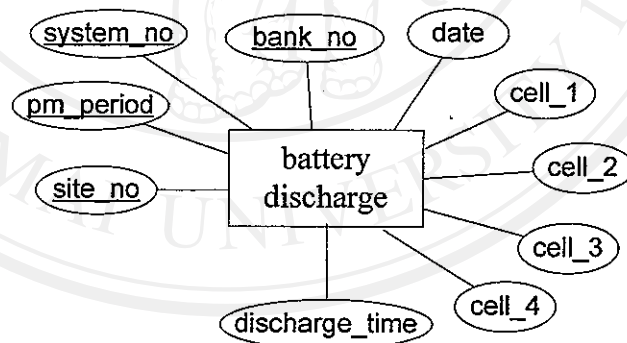 system_no
bank_no
date
pm_period
cell_1
battery
discharge
cell_2
site_no
cell_3
cell_4
discharge_time